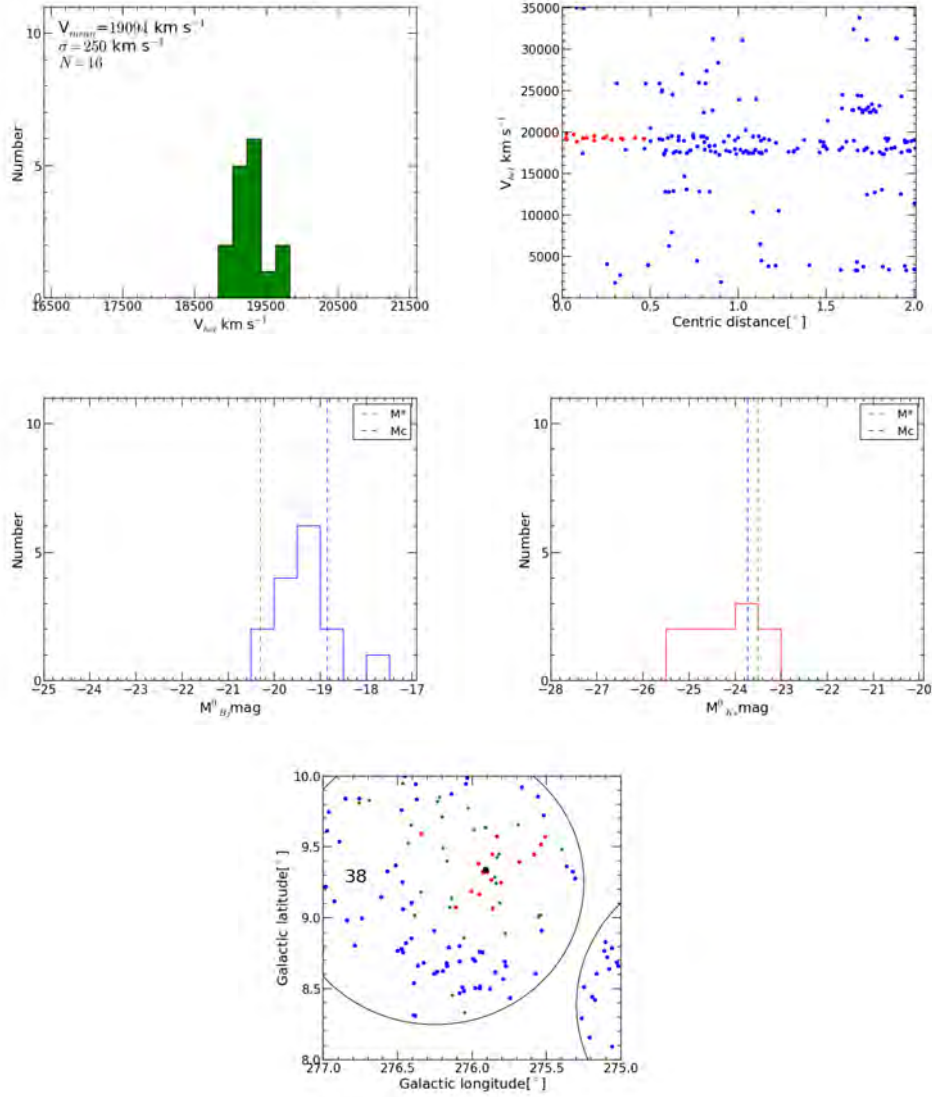 V_mean=19094 km s⁻¹
σ=250 km s⁻¹
N=16
Number
10
5
0
16500 17500 18500 19500 20500 21500
V_hel km s⁻¹
V_hel km s⁻¹
35000
30000
25000
20000
15000
10000
5000
0
0.0 0.5 1.0 1.5 2.0
Centric distance[°]
M*
Mc
Number
10
5
0
−25 −24 −23 −22 −21 −20 −19 −18 −17
M⁰_BJ mag
M*
Mc
Number
10
5
0
−28 −27 −26 −25 −24 −23 −22 −21 −20
M⁰_Ks mag
Galactic latitude[°]
10.0
9.5
9.0
8.5
8.0
38
277.0 276.5 276.0 275.5 275.0
Galactic longitude[°]